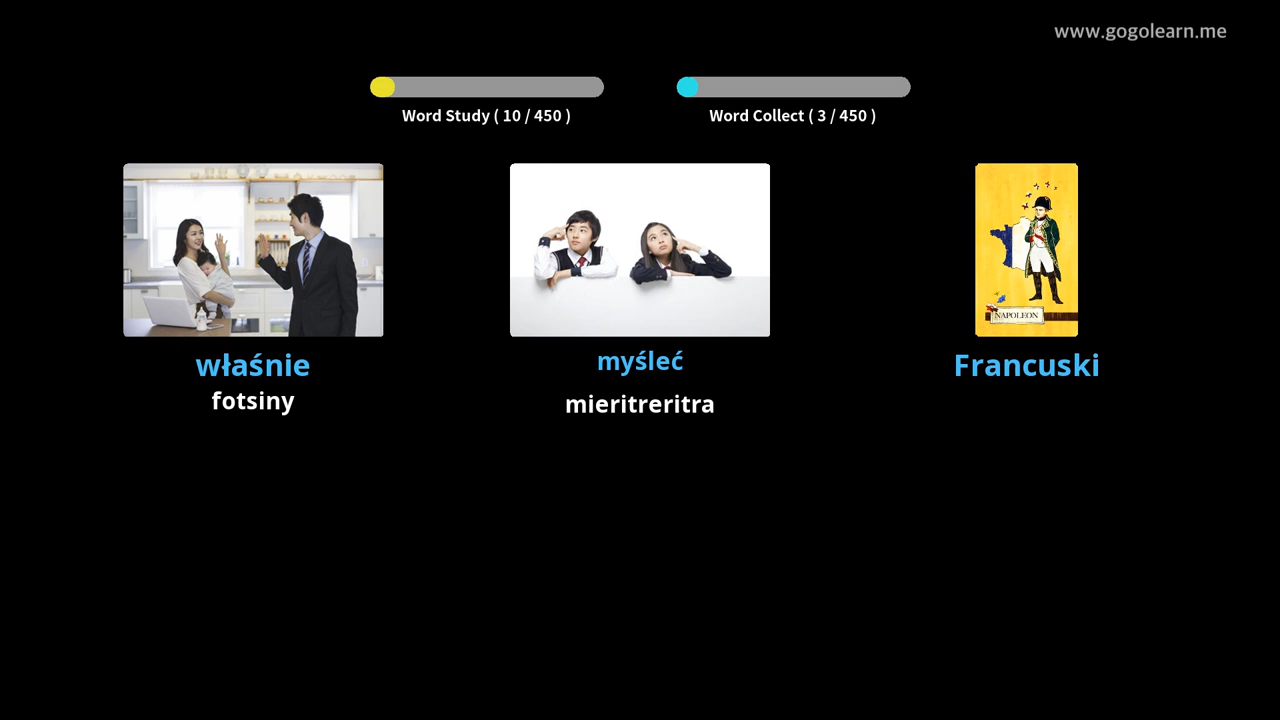 www.gogolearn.me
Word Study ( 10 / 450 )
Word Collect ( 3 / 450 )
NAPOLEON
właśnie
myśleć
Francuski
fotsiny
mieritreritra